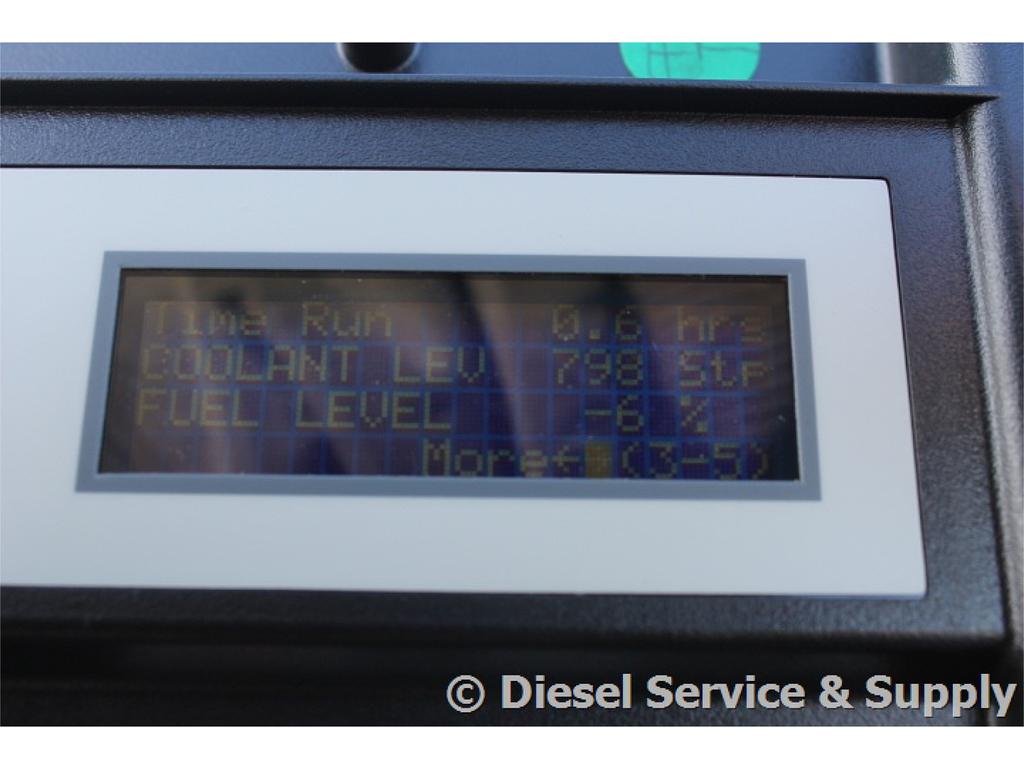 Time Run 0.6 hrs
COOLANT LEV 798 Stp
FUEL LEVEL -6 %
More← (3-5)
© Diesel Service & Supply